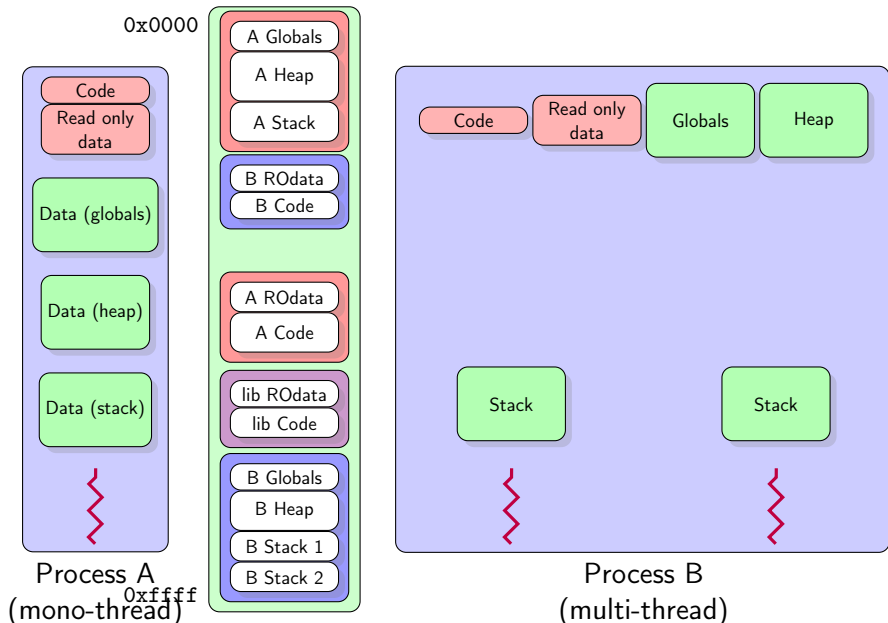 0x0000
Code
Read only
data
Data (globals)
Data (heap)
Data (stack)
Process A
(mono-thread)
A Globals
A Heap
A Stack
B ROdata
B Code
A ROdata
A Code
lib ROdata
lib Code
B Globals
B Heap
B Stack 1
B Stack 2
0xffff
Code
Read only
data
Globals
Heap
Stack
Stack
Process B
(multi-thread)